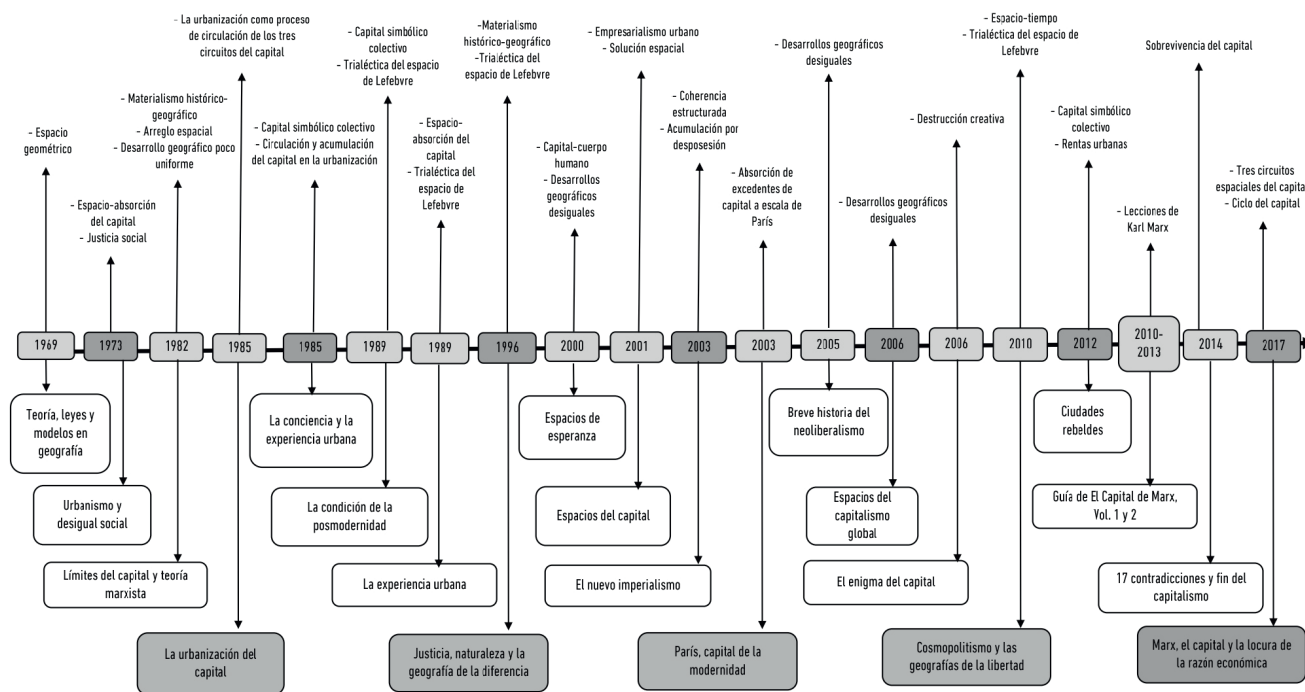 - La urbanización como proceso
de circulación de los tres
circuitos del capital
- Capital simbólico
colectivo
- Trialéctica del espacio
de Lefebvre
-Materialismo
histórico-geográfico
-Trialéctica del
espacio de Lefebvre
- Empresarialismo urbano
- Solución espacial
- Desarrollos geográficos
desiguales
- Espacio-tiempo
- Trialéctica del espacio de
Lefebvre
Sobrevivencia del capital
- Espacio
geométrico
- Materialismo histórico-
geográfico
- Arreglo espacial
- Desarrollo geográfico poco
uniforme
- Capital simbólico colectivo
- Circulación y acumulación
del capital en la urbanización
- Espacio-
absorción del
capital
- Trialéctica del
espacio de
Lefebvre
- Capital-cuerpo
humano
- Desarrollos
geográficos
desiguales
- Coherencia
estructurada
- Acumulación por
desposesión
- Absorción de
excedentes de
capital a escala de
París
- Destrucción creativa
- Capital simbólico
colectivo
- Rentas urbanas
- Espacio-absorción
del capital
- Justicia social
- Desarrollos geográficos
desiguales
- Lecciones de
Karl Marx
- Tres circuitos
espaciales del capita
- Ciclo del capital
1969
1973
1982
1985
1985
1989
1989
1996
2000
2001
2003
2003
2005
2006
2006
2010
2012
2010-
2013
2014
2017
Teoría, leyes y
modelos en
geografía
La conciencia y la
experiencia urbana
Espacios de
esperanza
Breve historia del
neoliberalismo
Ciudades
rebeldes
Urbanismo y
desigual social
La condición de la
posmodernidad
Espacios del capital
Espacios del
capitalismo
global
Guía de El Capital de Marx,
Vol. 1 y 2
Límites del capital y teoría
marxista
La experiencia urbana
El nuevo imperialismo
El enigma del capital
17 contradicciones y fin del
capitalismo
La urbanización del
capital
Justicia, naturaleza y la
geografía de la diferencia
París, capital de la
modernidad
Cosmopolitismo y las
geografías de la libertad
Marx, el capital y la locura de
la razón económica